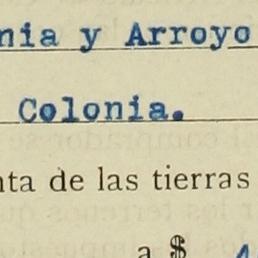 nia y Arroyo
Colonia.
nta de las tierras
a $